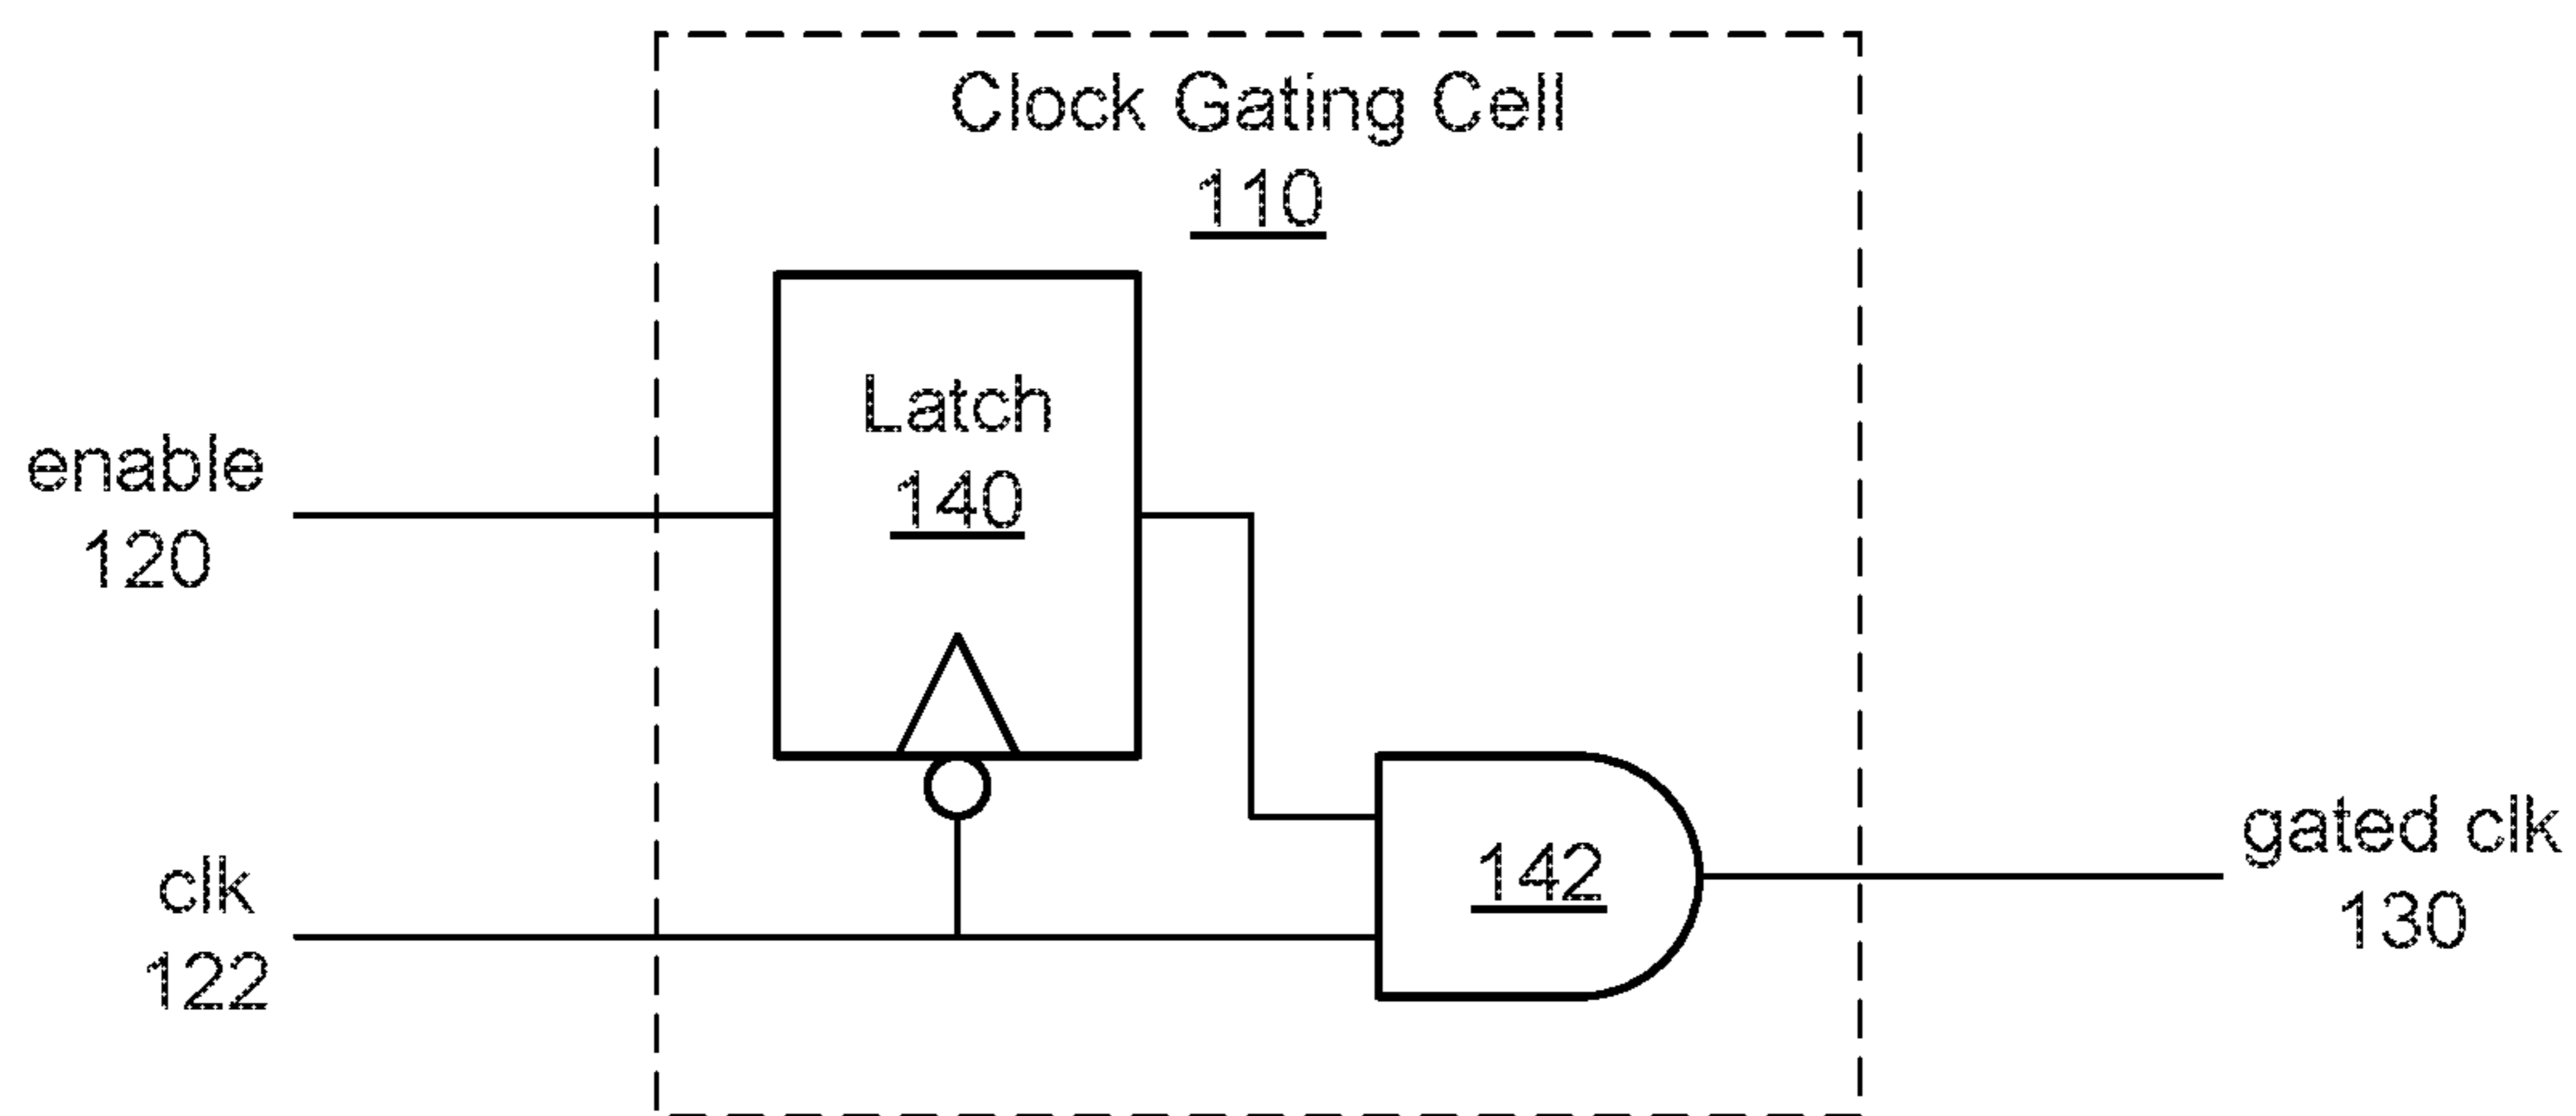 Clock Gating Cell
110
Latch
140
enable
120
142
gated clk
130
clk
122